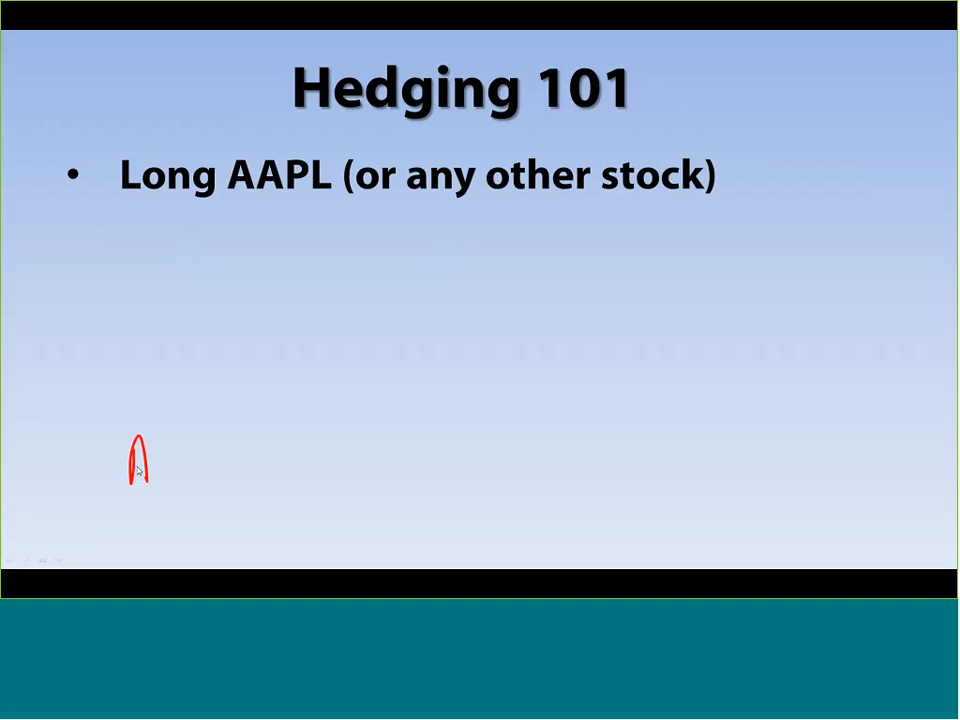 Hedging 101
• Long AAPL (or any other stock)